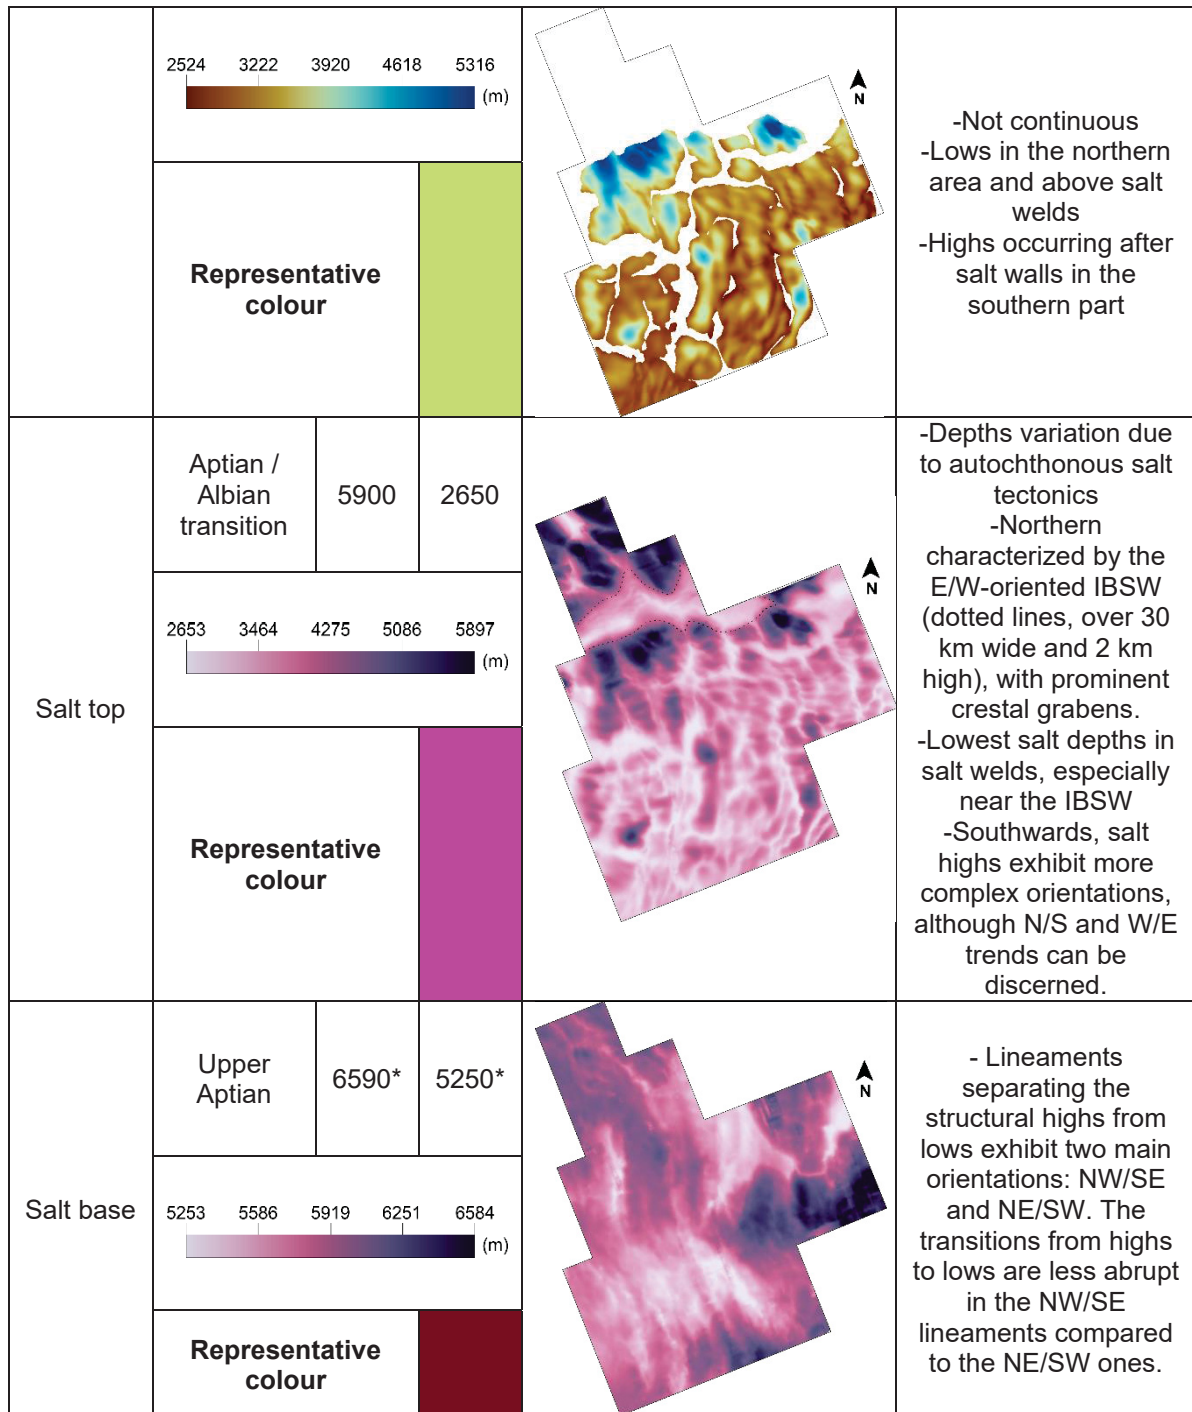 2524 3222 3920 4618 5316
(m)
N
Representative
colour
-Not continuous
-Lows in the northern
area and above salt
welds
-Highs occurring after
salt walls in the
southern part
Salt top
Aptian /
Albian
transition
5900
2650
2653 3464 4275 5086 5897
(m)
Representative
colour
N
-Depths variation due
to autochthonous salt
tectonics
-Northern
characterized by the
E/W-oriented IBSW
(dotted lines, over 30
km wide and 2 km
high), with prominent
crestal grabens.
-Lowest salt depths in
salt welds, especially
near the IBSW
-Southwards, salt
highs exhibit more
complex orientations,
although N/S and W/E
trends can be
discerned.
Salt base
Upper
Aptian
6590*
5250*
5253 5586 5919 6251 6584
(m)
Representative
colour
N
- Lineaments
separating the
structural highs from
lows exhibit two main
orientations: NW/SE
and NE/SW. The
transitions from highs
to lows are less abrupt
in the NW/SE
lineaments compared
to the NE/SW ones.